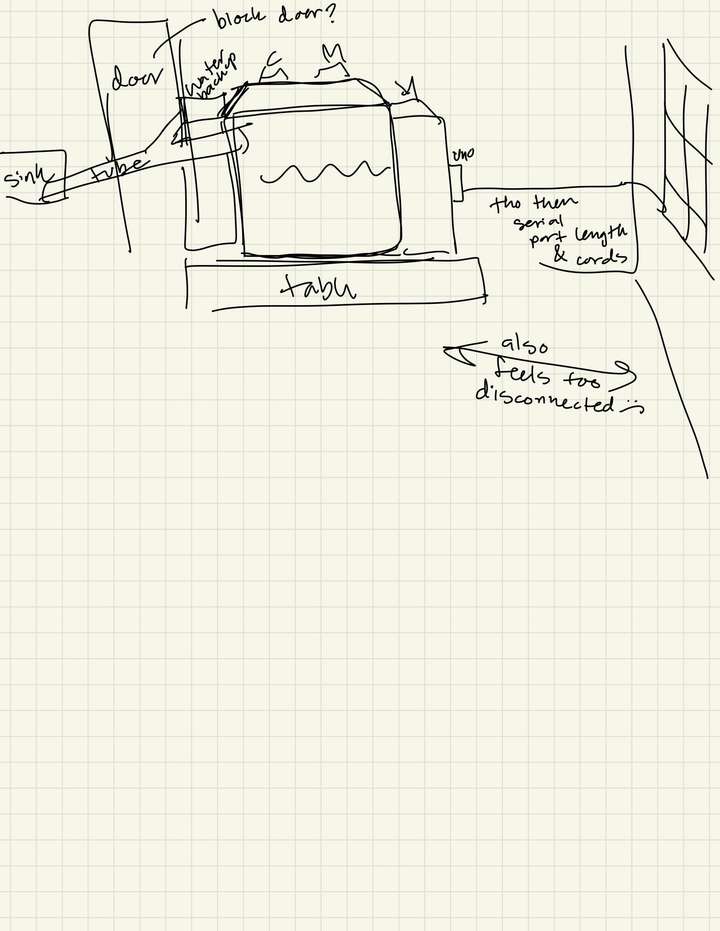 block door?
door
water
backup
C
M
sink
tube
uno
tho then
serial
port length
& cords
table
also
feels too
disconnected :(